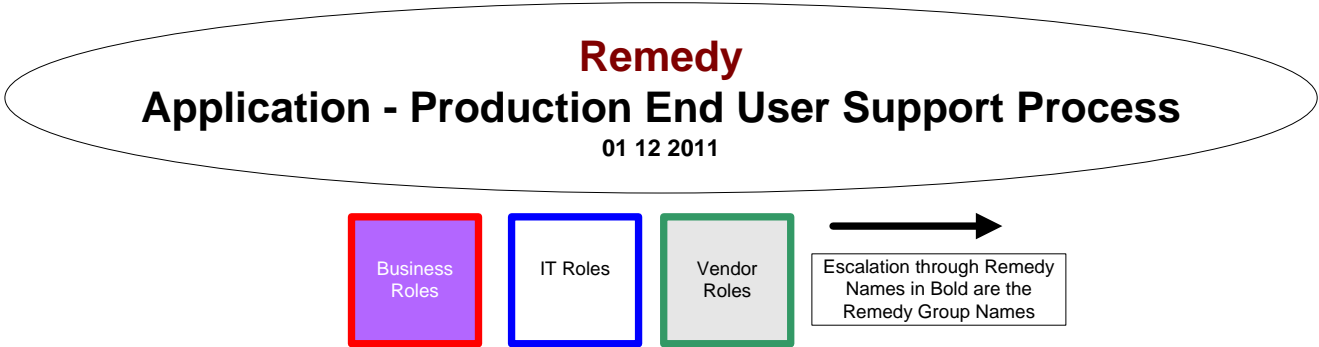 Remedy
Application - Production End User Support Process
01 12 2011
Business
Roles
IT Roles
Vendor
Roles
Escalation through Remedy
Names in Bold are the
Remedy Group Names